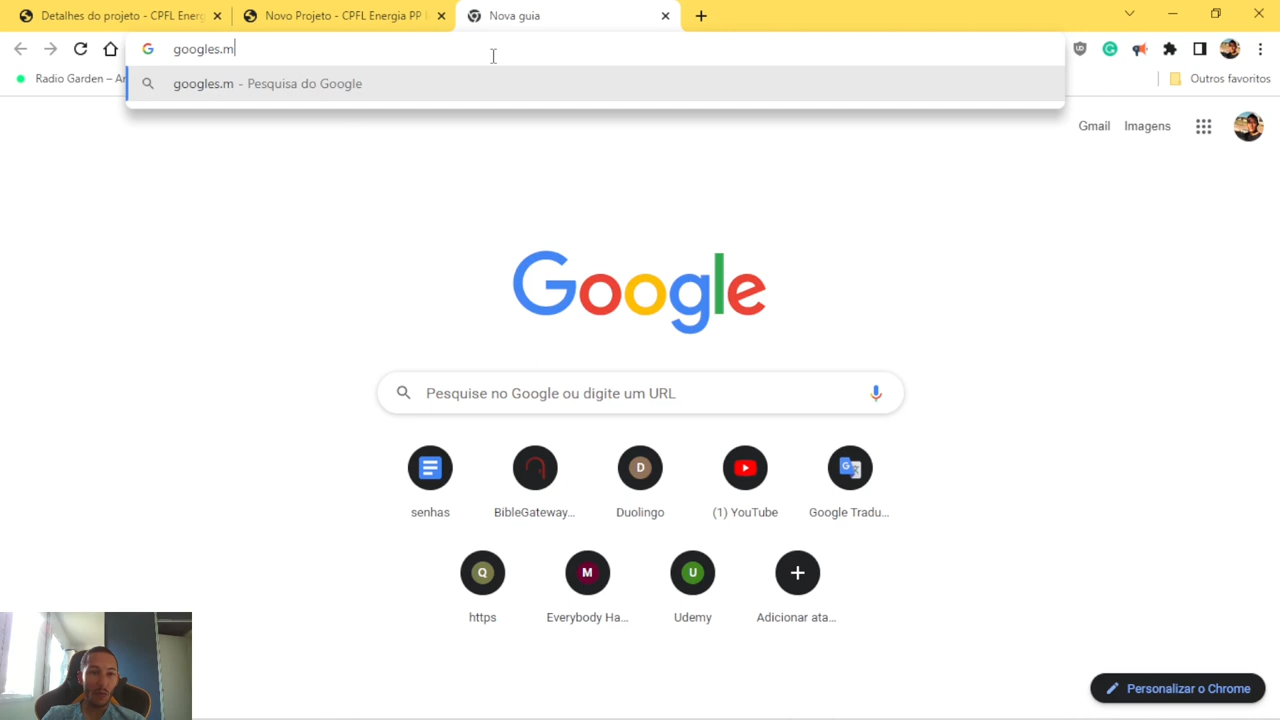 Detalhes do projeto - CPFL Energ
Novo Projeto - CPFL Energia PP
Nova guia
googles.m
Radio Garden – Ar
googles.m - Pesquisa do Google
Outros favoritos
Gmail
Imagens
Google
Pesquise no Google ou digite um URL
D
senhas
BibleGateway...
Duolingo
(1) YouTube
Google Tradu...
Q
M
U
https
Everybody Ha...
Udemy
Adicionar ata...
Personalizar o Chrome